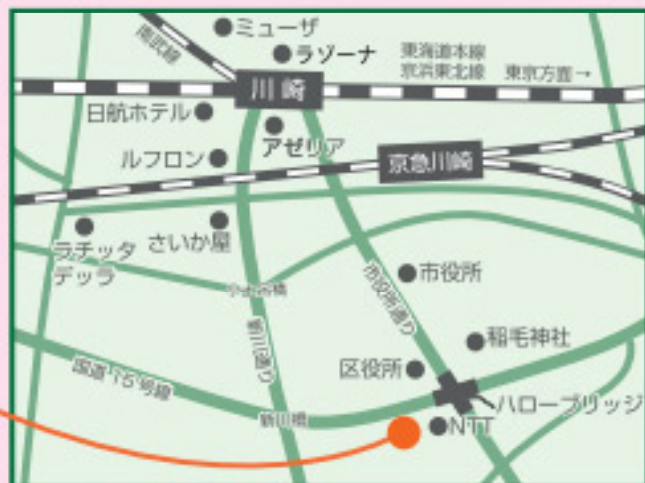 ミューザ
南武線
ラゾーナ
東海道本線
京浜東北線
東京方面→
川崎
日航ホテル
アゼリア
ルフロン
京急川崎
ラチッタ
デッラ
さいか屋
小土呂橋
市役所通り
市役所
新川通り
稲毛神社
区役所
国道15号線
ハローブリッジ
新川橋
NTT